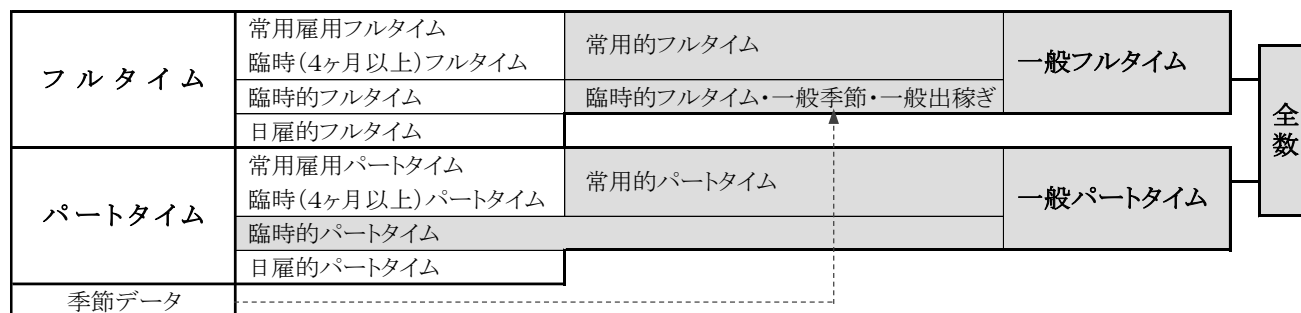 フルタイム
常用雇用フルタイム
臨時(4ヶ月以上)フルタイム
常用的フルタイム
一般フルタイム
臨時的フルタイム
臨時的フルタイム・一般季節・一般出稼ぎ
日雇的フルタイム
全数
パートタイム
常用雇用パートタイム
臨時(4ヶ月以上)パートタイム
常用的パートタイム
一般パートタイム
臨時的パートタイム
日雇的パートタイム
季節データ